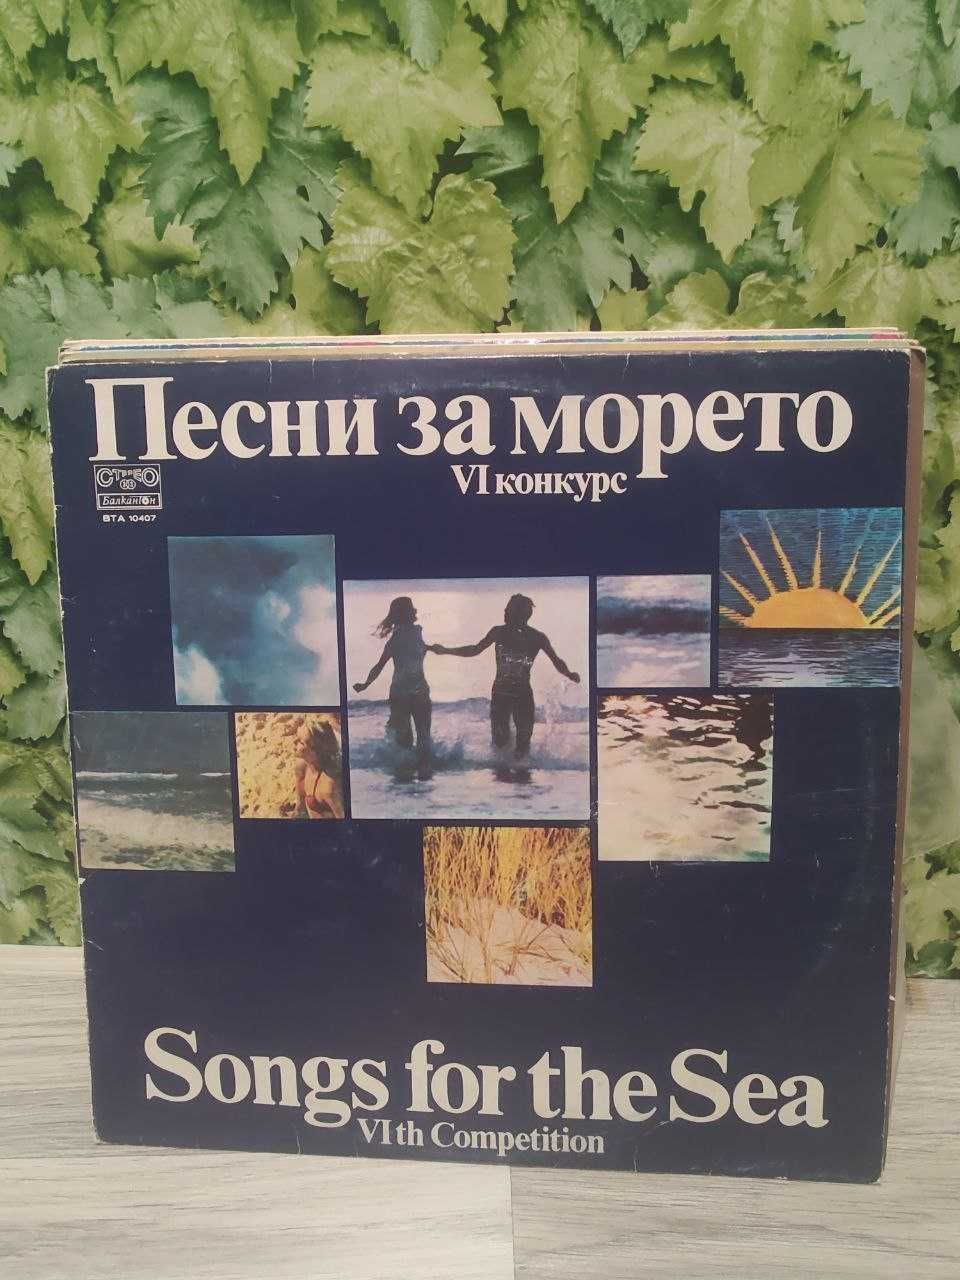 Песни за морето
VI конкурс
СТЕРЕО
Балкантон
ВТА 10407
Songs for the Sea
VIth Competition